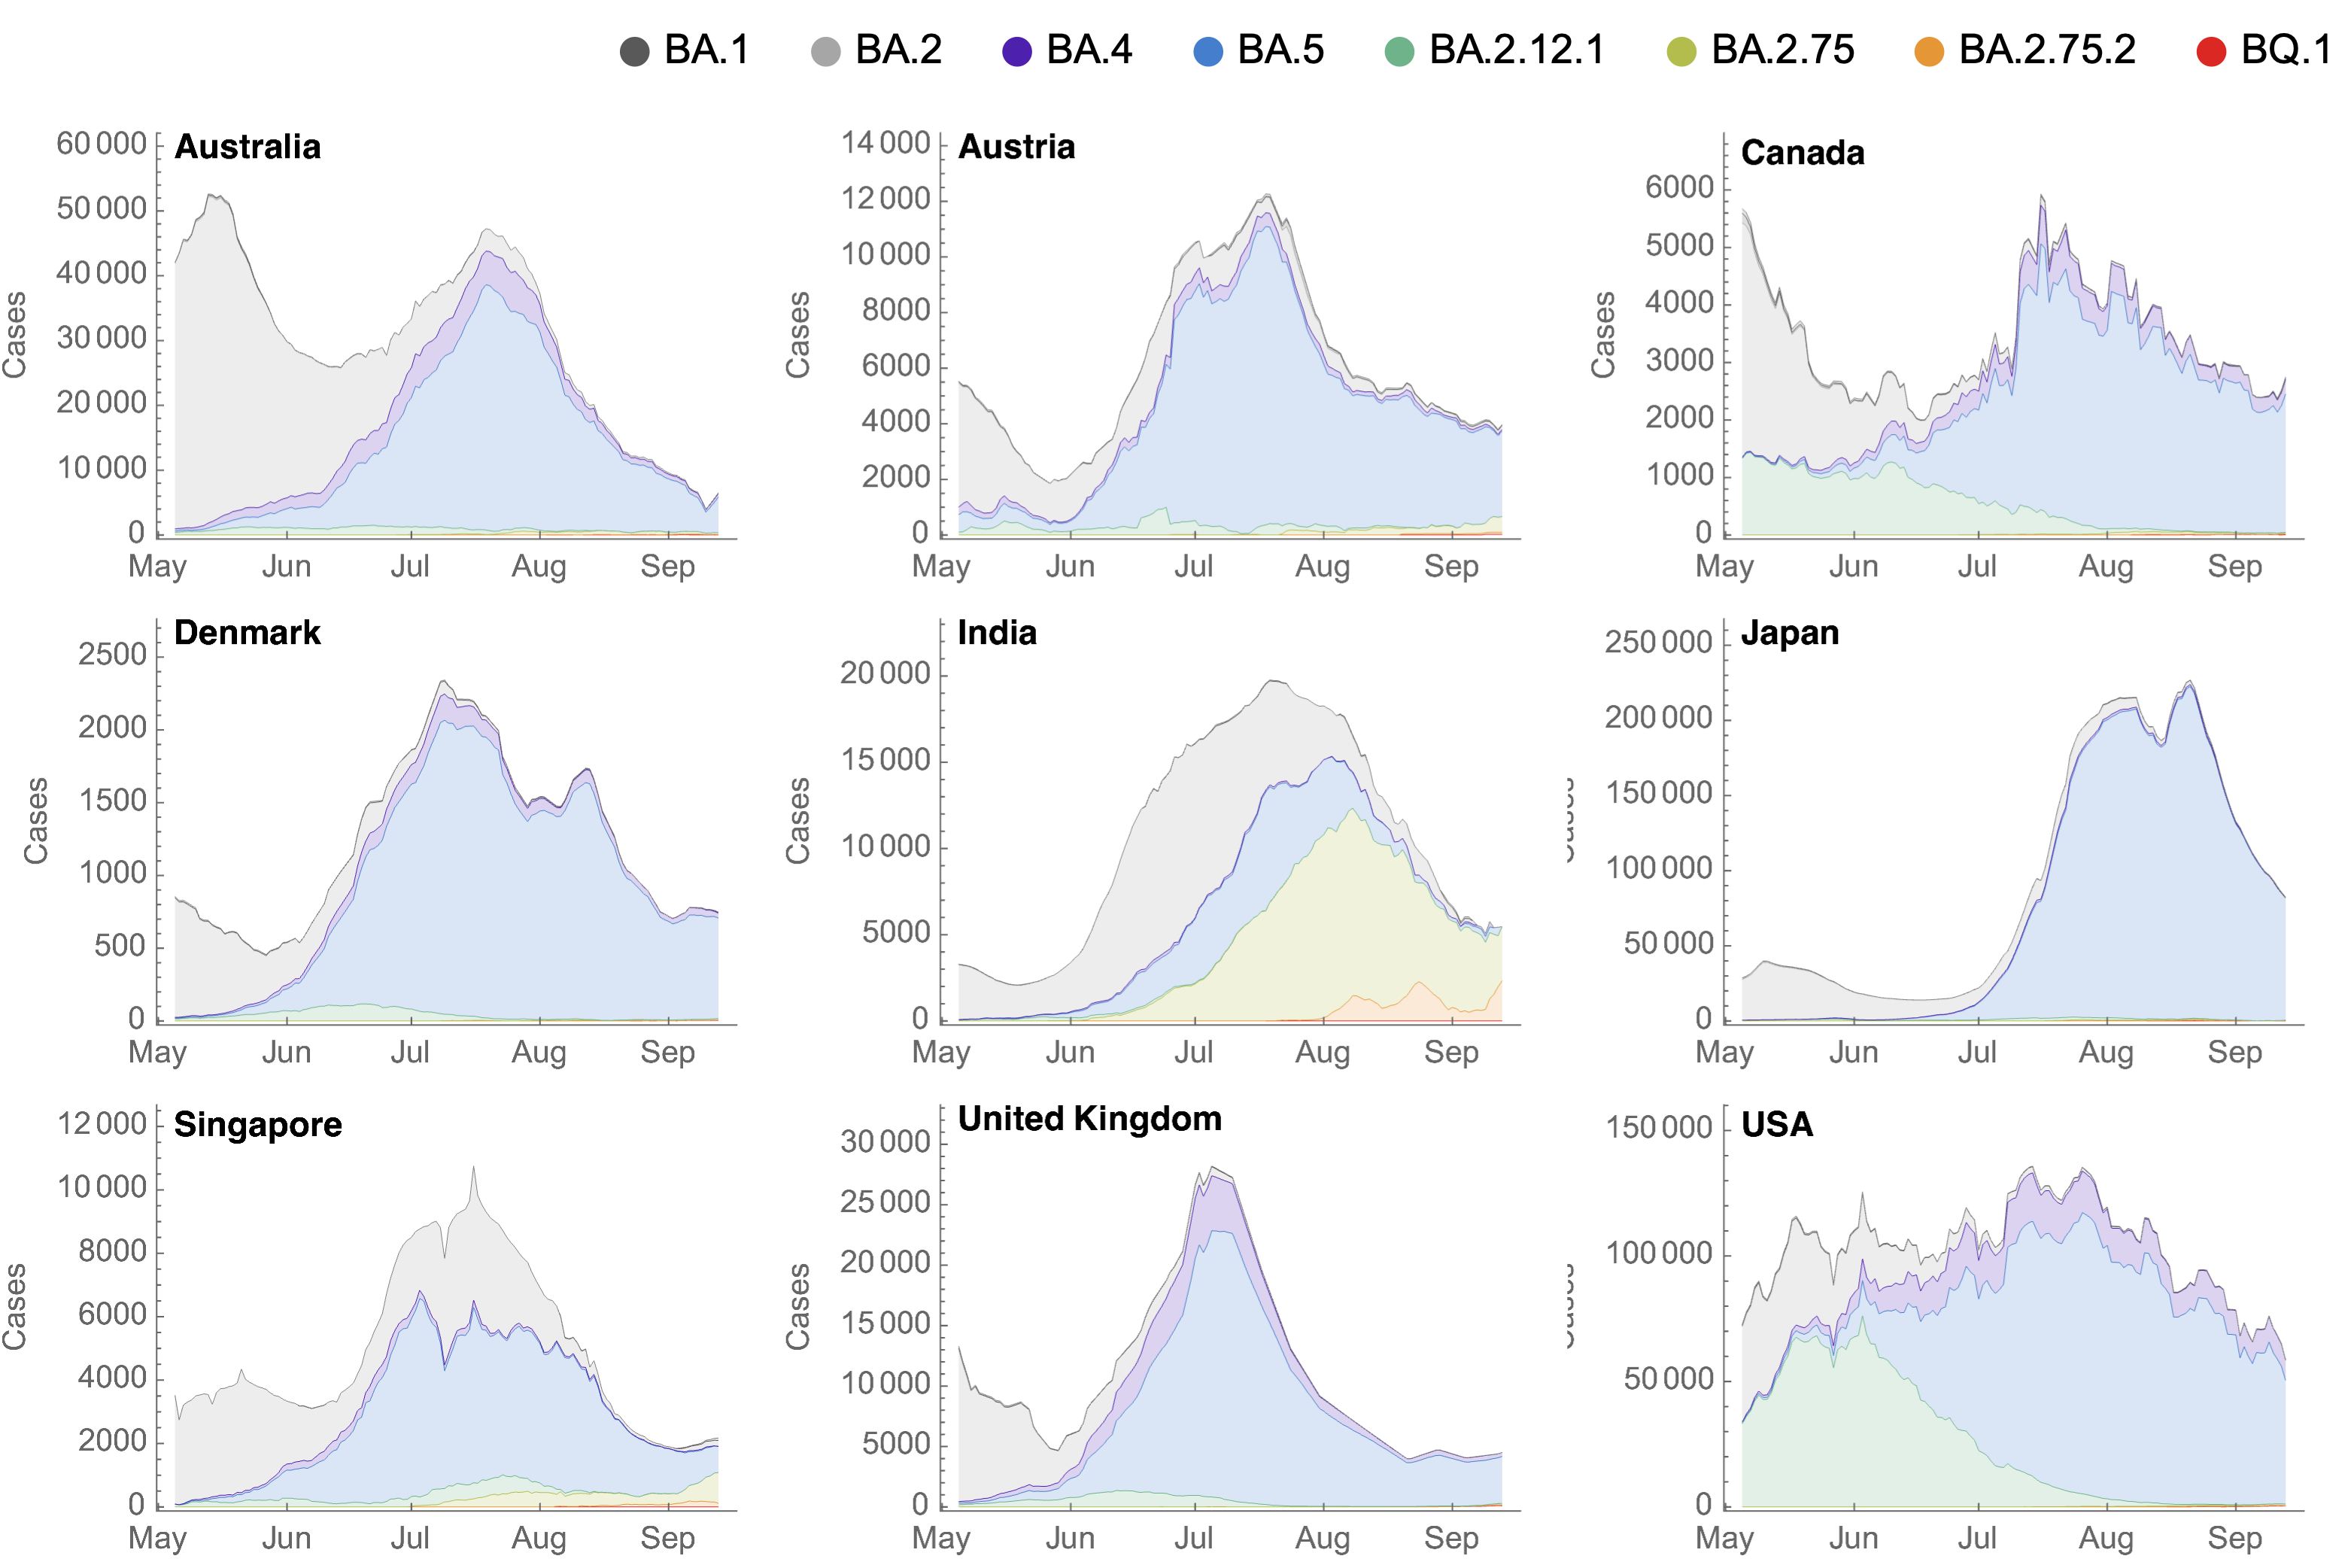 BA.1 BA.2 BA.4 BA.5 BA.2.12.1 BA.2.75 BA.2.75.2 BQ.1
Australia
Cases
60 000
50 000
40 000
30 000
20 000
10 000
0
May Jun Jul Aug Sep
Austria
Cases
14 000
12 000
10 000
8000
6000
4000
2000
0
May Jun Jul Aug Sep
Canada
Cases
6000
5000
4000
3000
2000
1000
0
May Jun Jul Aug Sep
Denmark
Cases
2500
2000
1500
1000
500
0
May Jun Jul Aug Sep
India
Cases
20 000
15 000
10 000
5000
0
May Jun Jul Aug Sep
Japan
Cases
250 000
200 000
150 000
100 000
50 000
0
May Jun Jul Aug Sep
Singapore
Cases
12 000
10 000
8000
6000
4000
2000
0
May Jun Jul Aug Sep
United Kingdom
Cases
30 000
25 000
20 000
15 000
10 000
5000
0
May Jun Jul Aug Sep
USA
Cases
150 000
100 000
50 000
0
May Jun Jul Aug Sep